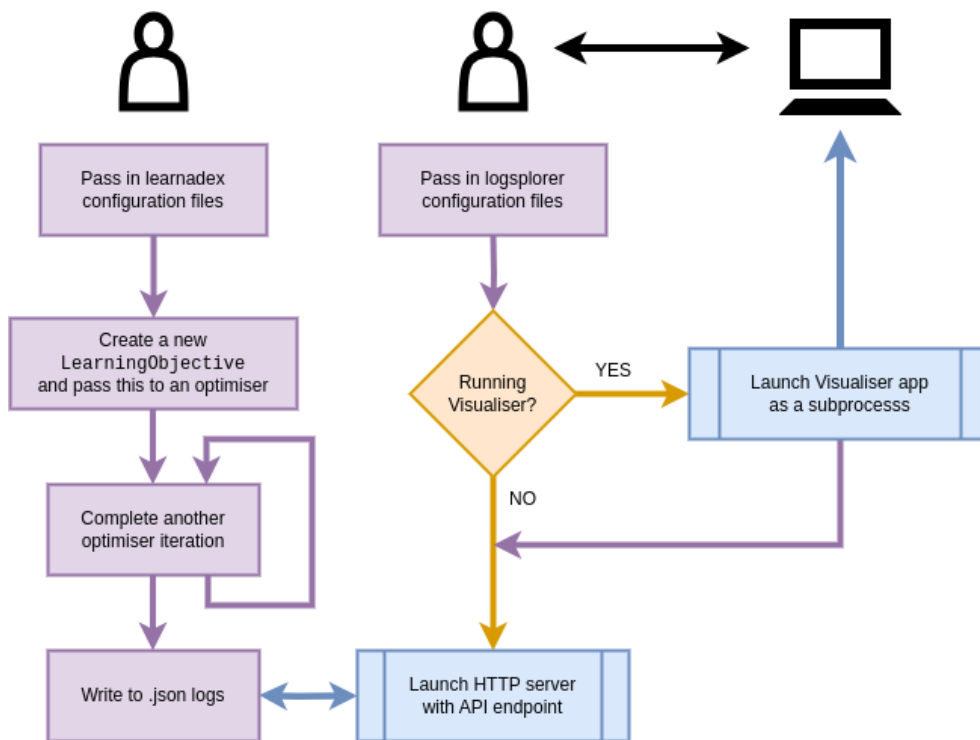 Pass in learnadex
configuration files
Pass in logsplorer
configuration files
Create a new
LearningObjective
and pass this to an optimiser
Running
Visualiser?
YES
Launch Visualiser app
as a subprocesss
NO
Complete another
optimiser iteration
Write to .json logs
Launch HTTP server
with API endpoint